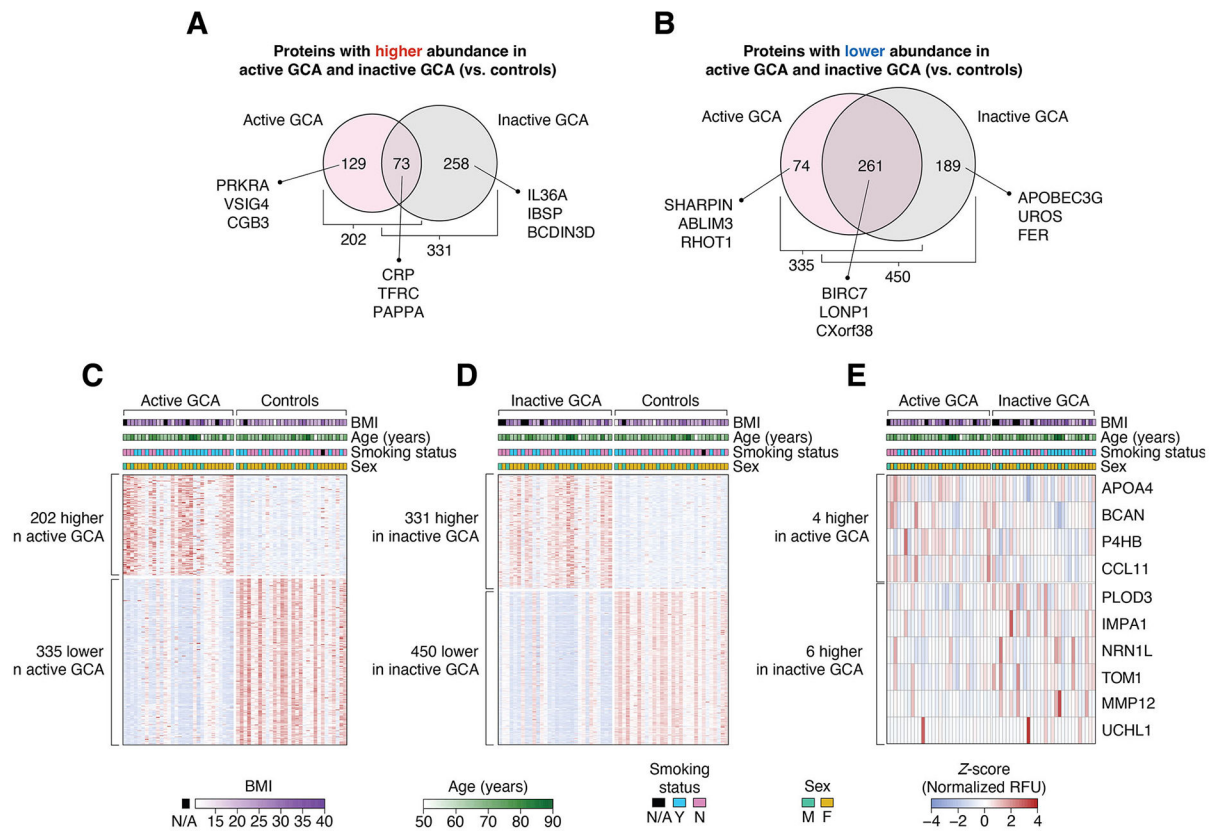 A
Proteins with higher abundance in
active GCA and inactive GCA (vs. controls)
Active GCA
Inactive GCA
129
73
258
PRKRA
VSIG4
CGB3
IL36A
IBSP
BCDIN3D
202
331
CRP
TFRC
PAPPA
B
Proteins with lower abundance in
active GCA and inactive GCA (vs. controls)
Active GCA
Inactive GCA
74
261
189
SHARPIN
ABLIM3
RHOT1
APOBEC3G
UROS
FER
335
450
BIRC7
LONP1
CXorf38
C
Active GCA
Controls
BMI
Age (years)
Smoking status
Sex
202 higher
n active GCA
335 lower
n active GCA
D
Inactive GCA
Controls
BMI
Age (years)
Smoking status
Sex
331 higher
in inactive GCA
450 lower
in inactive GCA
E
Active GCA
Inactive GCA
BMI
Age (years)
Smoking status
Sex
4 higher
in active GCA
6 higher
in inactive GCA
APOA4
BCAN
P4HB
CCL11
PLOD3
IMPA1
NRN1L
TOM1
MMP12
UCHL1
BMI
N/A 15 20 25 30 35 40
Age (years)
50 60 70 80 90
Smoking
status
N/A Y N
Sex
M F
Z-score
(Normalized RFU)
−4 −2 0 2 4